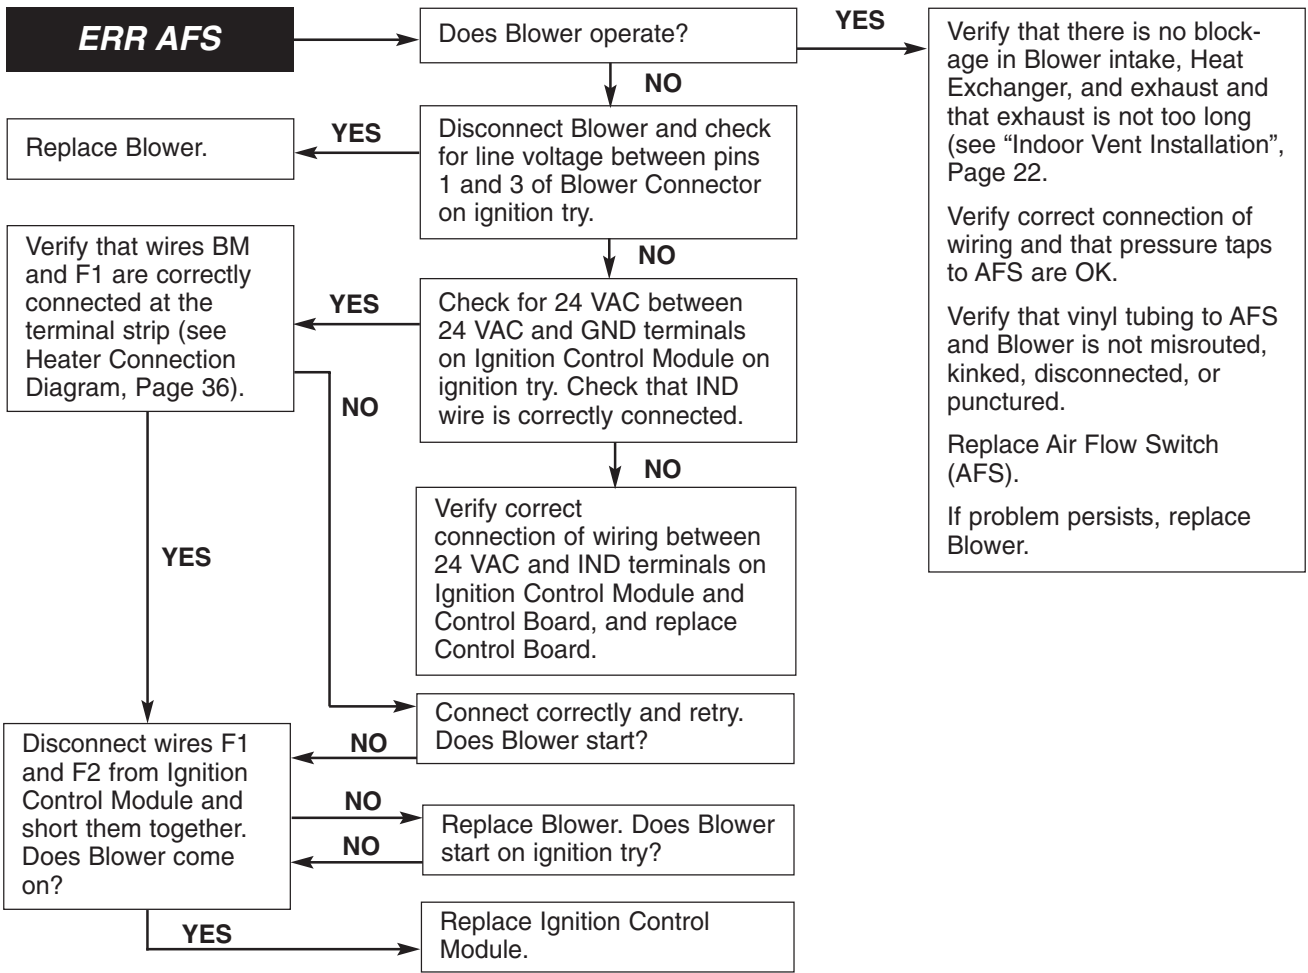 ERR AFS
Does Blower operate?
YES
NO
Verify that there is no block-
age in Blower intake, Heat
Exchanger, and exhaust and
that exhaust is not too long
(see “Indoor Vent Installation”,
Page 22.
Verify correct connection of
wiring and that pressure taps
to AFS are OK.
Verify that vinyl tubing to AFS
and Blower is not misrouted,
kinked, disconnected, or
punctured.
Replace Air Flow Switch
(AFS).
If problem persists, replace
Blower.
Disconnect Blower and check
for line voltage between pins
1 and 3 of Blower Connector
on ignition try.
YES
Replace Blower.
NO
Check for 24 VAC between
24 VAC and GND terminals
on Ignition Control Module on
ignition try. Check that IND
wire is correctly connected.
YES
Verify that wires BM
and F1 are correctly
connected at the
terminal strip (see
Heater Connection
Diagram, Page 36).
NO
NO
Verify correct
connection of wiring between
24 VAC and IND terminals on
Ignition Control Module and
Control Board, and replace
Control Board.
YES
Connect correctly and retry.
Does Blower start?
NO
Disconnect wires F1
and F2 from Ignition
Control Module and
short them together.
Does Blower come
on?
NO
Replace Blower. Does Blower
start on ignition try?
NO
YES
Replace Ignition Control
Module.